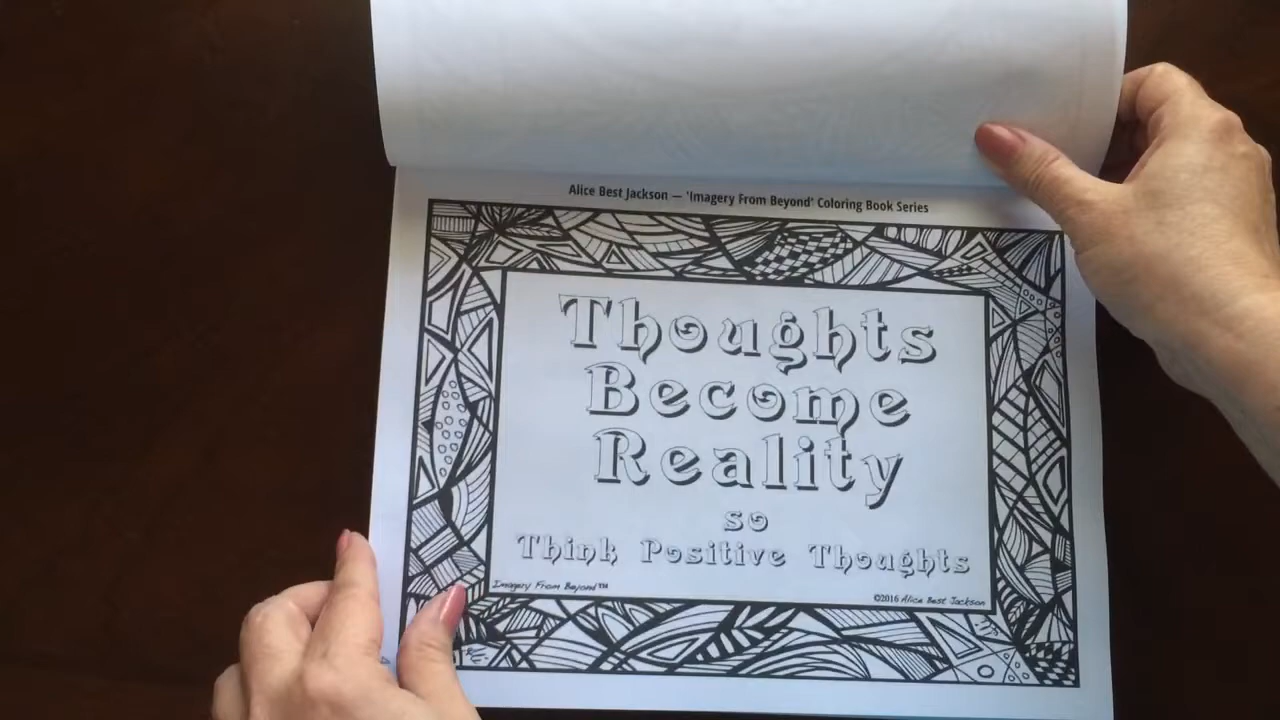 Alice Best Jackson — 'Imagery From Beyond' Coloring Book Series
Thoughts
Become
Reality
so
Think Positive Thoughts
Imagery From Beyond™
©2016 Alice Best Jackson